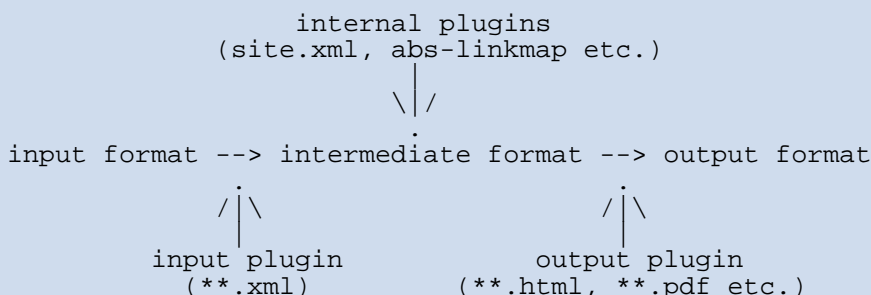 internal plugins
(site.xml, abs-linkmap etc.)
|
\|/
.
input format --> intermediate format --> output format
. .
/|\ /|\
| |
input plugin output plugin
(**.xml) (**.html, **.pdf etc.)